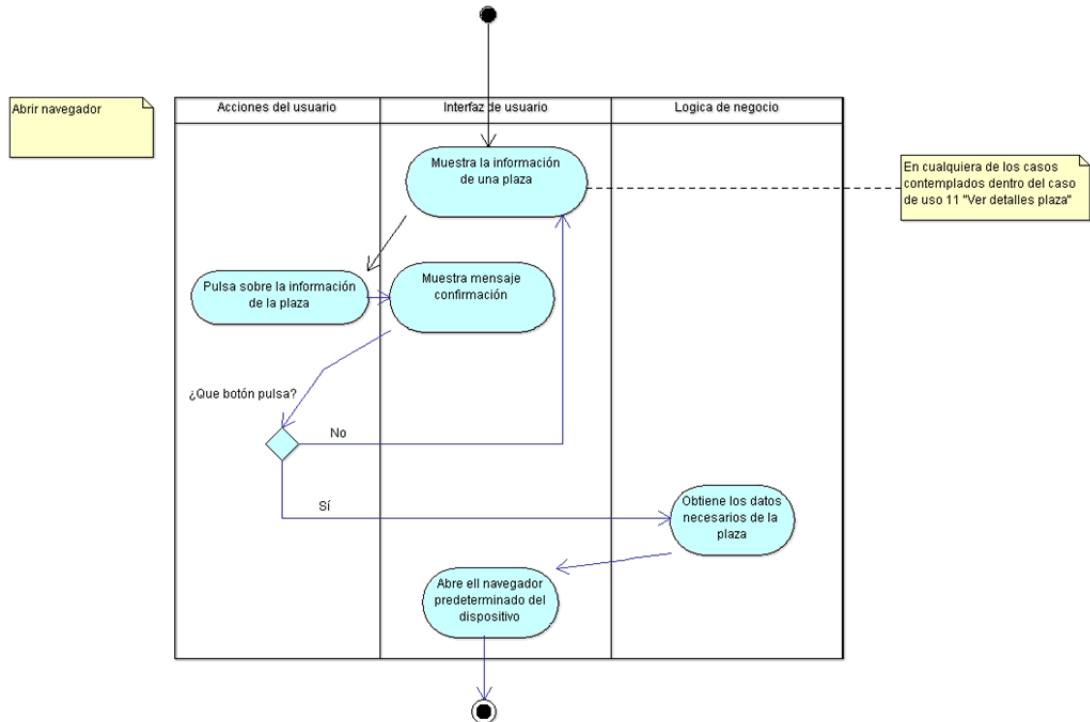 Abrir navegador
Acciones del usuario
Interfaz de usuario
Logica de negocio
Muestra la información
de una plaza
En cualquiera de los casos
contemplados dentro del caso
de uso 11 "Ver detalles plaza"
Pulsa sobre la información
de la plaza
Muestra mensaje
confirmación
¿Que botón pulsa?
No
Sí
Obtiene los datos
necesarios de la
plaza
Abre ell navegador
predeterminado del
dispositivo